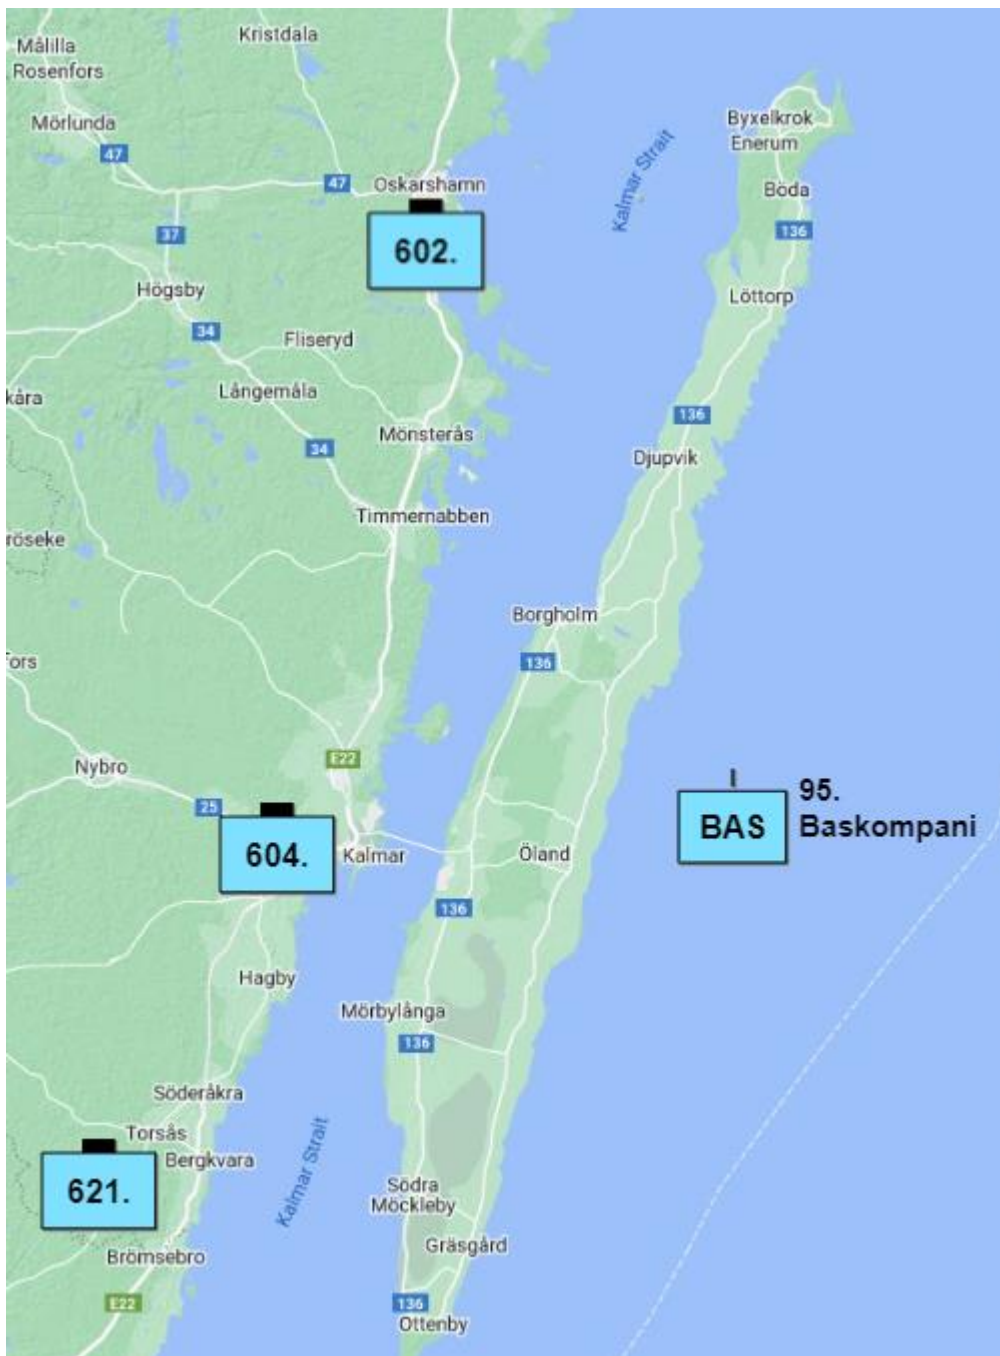 Kristdala
Målilla
Rosenfors
Mörlunda
47
47
Oskarshamn
602.
37
Högsby
34
Fliseryd
Långemåla
kåra
34
Mönsterås
Timmernabben
röseke
Kalmar Strait
Byxelkrok
Enerum
Böda
136
Löttorp
136
Djupvik
Borgholm
136
fors
E22
Nybro
25
604.
Kalmar
Öland
BAS
95.
Baskompani
136
Hagby
Mörbylånga
136
Söderåkra
Torsås
Bergkvara
621.
Kalmar Strait
Södra
Möckleby
Gräsgård
Brömsebro
E22
136
Ottenby